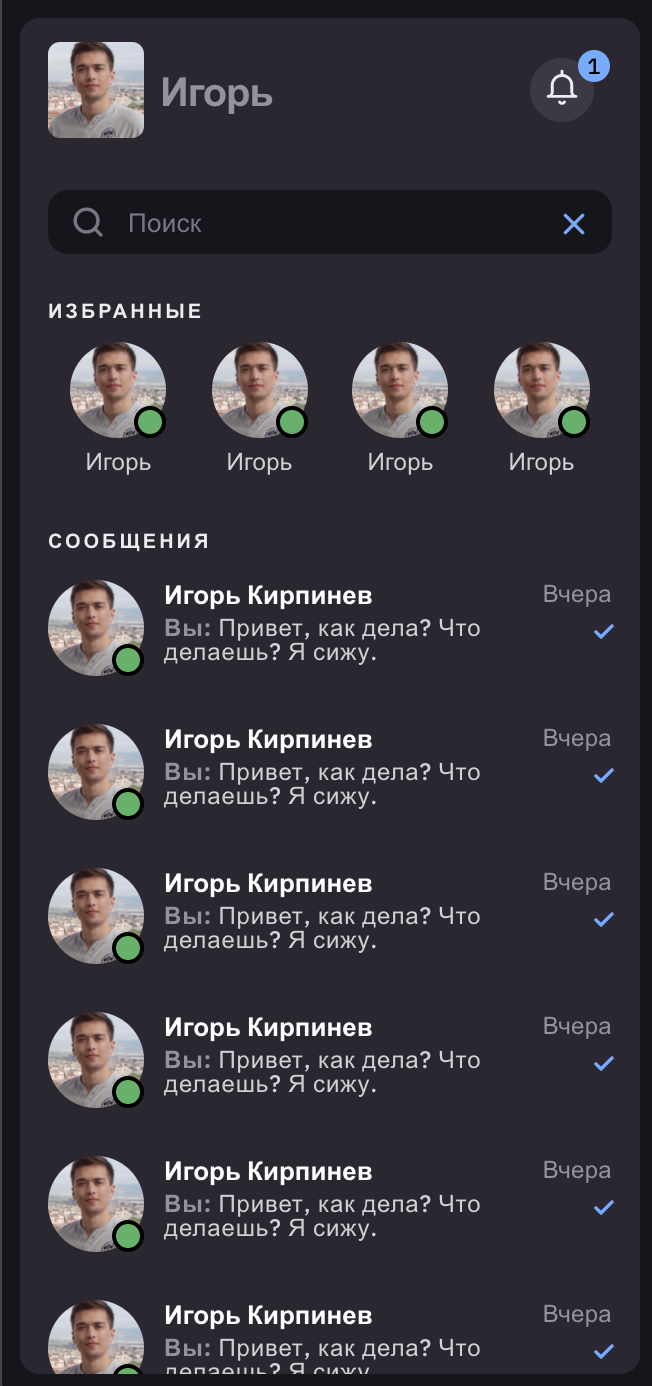 Игорь
1
Поиск
ИЗБРАННЫЕ
Игорь Игорь Игорь Игорь
СООБЩЕНИЯ
Игорь Кирпинев Вчера
Вы: Привет, как дела? Что
делаешь? Я сижу.
Игорь Кирпинев Вчера
Вы: Привет, как дела? Что
делаешь? Я сижу.
Игорь Кирпинев Вчера
Вы: Привет, как дела? Что
делаешь? Я сижу.
Игорь Кирпинев Вчера
Вы: Привет, как дела? Что
делаешь? Я сижу.
Игорь Кирпинев Вчера
Вы: Привет, как дела? Что
делаешь? Я сижу.
Игорь Кирпинев Вчера
Вы: Привет, как дела? Что
делаешь? Я сижу.